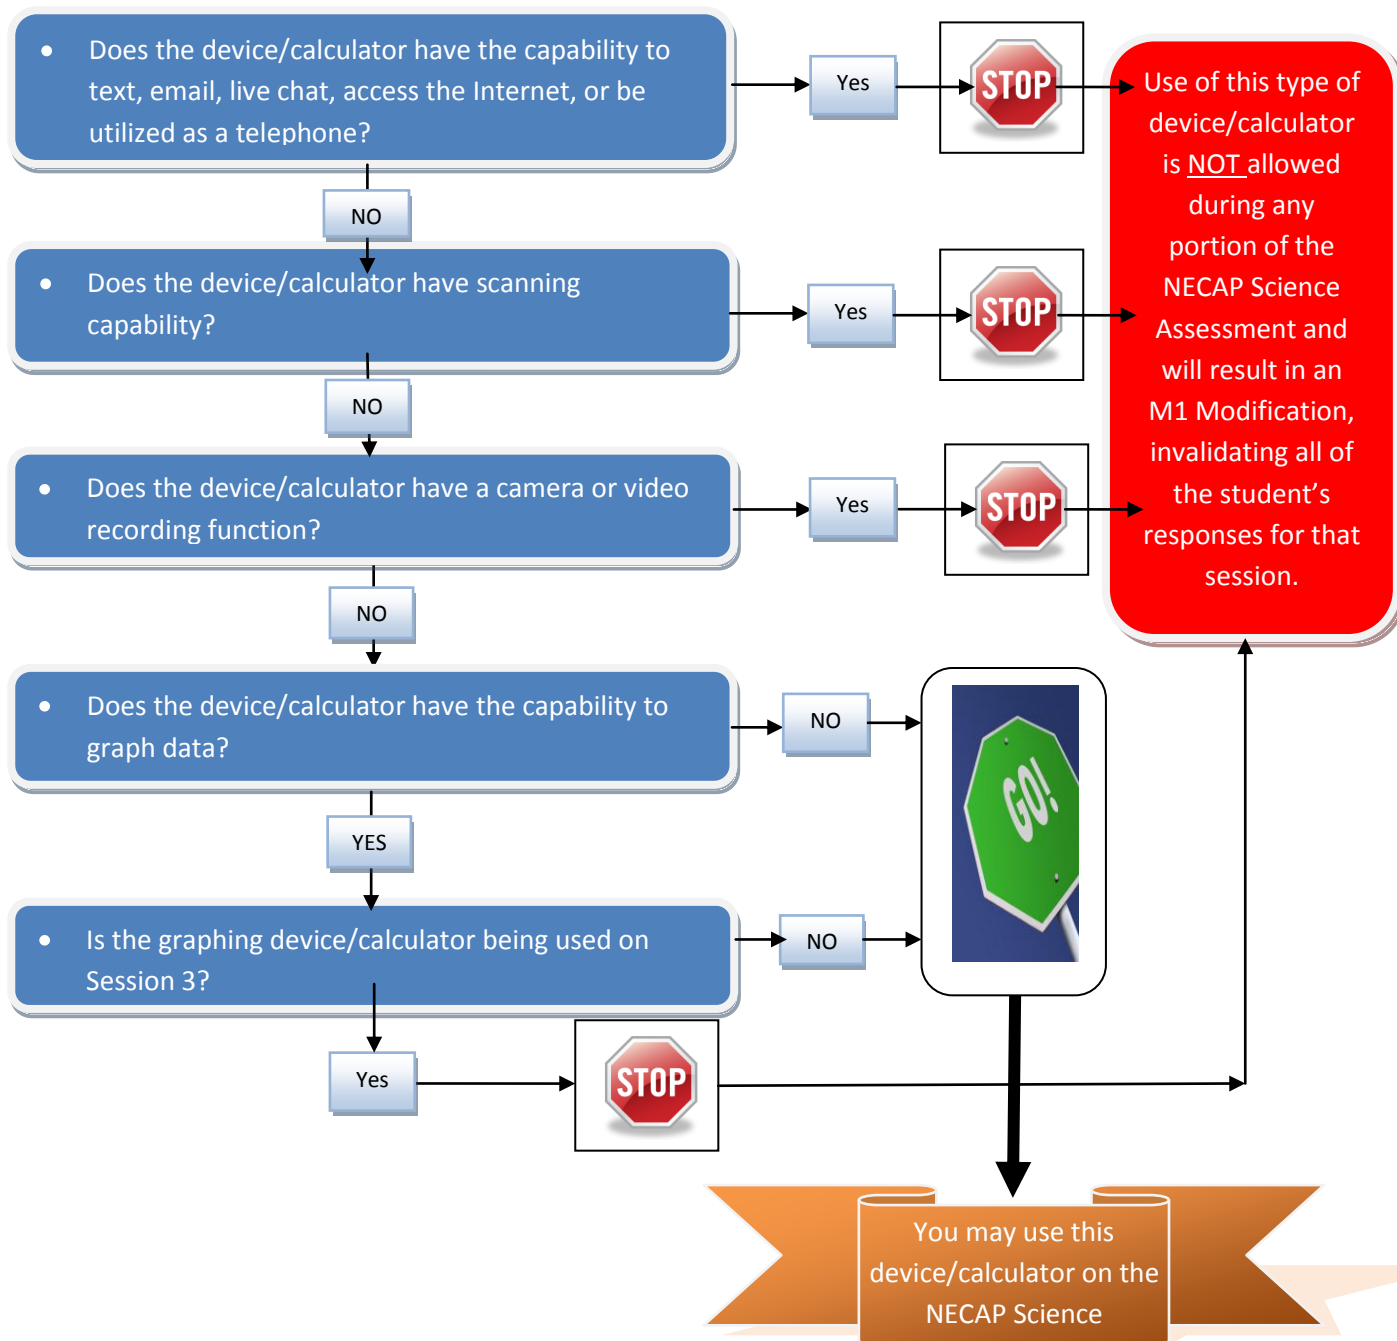 Does the device/calculator have the capability to
text, email, live chat, access the Internet, or be
utilized as a telephone?
Yes
STOP
Use of this type of
device/calculator
is NOT allowed
during any
portion of the
NECAP Science
Assessment and
will result in an
M1 Modification,
invalidating all of
the student's
responses for that
session.
NO
Does the device/calculator have scanning
capability?
Yes
STOP
NO
Does the device/calculator have a camera or video
recording function?
Yes
STOP
NO
Does the device/calculator have the capability to
graph data?
NO
GO!
YES
Is the graphing device/calculator being used on
Session 3?
NO
Yes
STOP
You may use this
device/calculator on the
NECAP Science